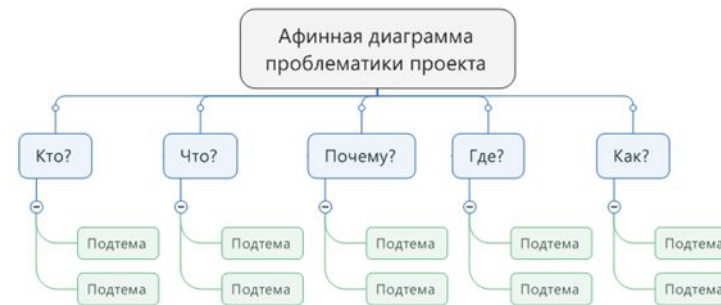 Афинная диаграмма
проблематики проекта
Кто?
Что?
Почему?
Где?
Как?
Подтема
Подтема
Подтема
Подтема
Подтема
Подтема
Подтема
Подтема
Подтема
Подтема